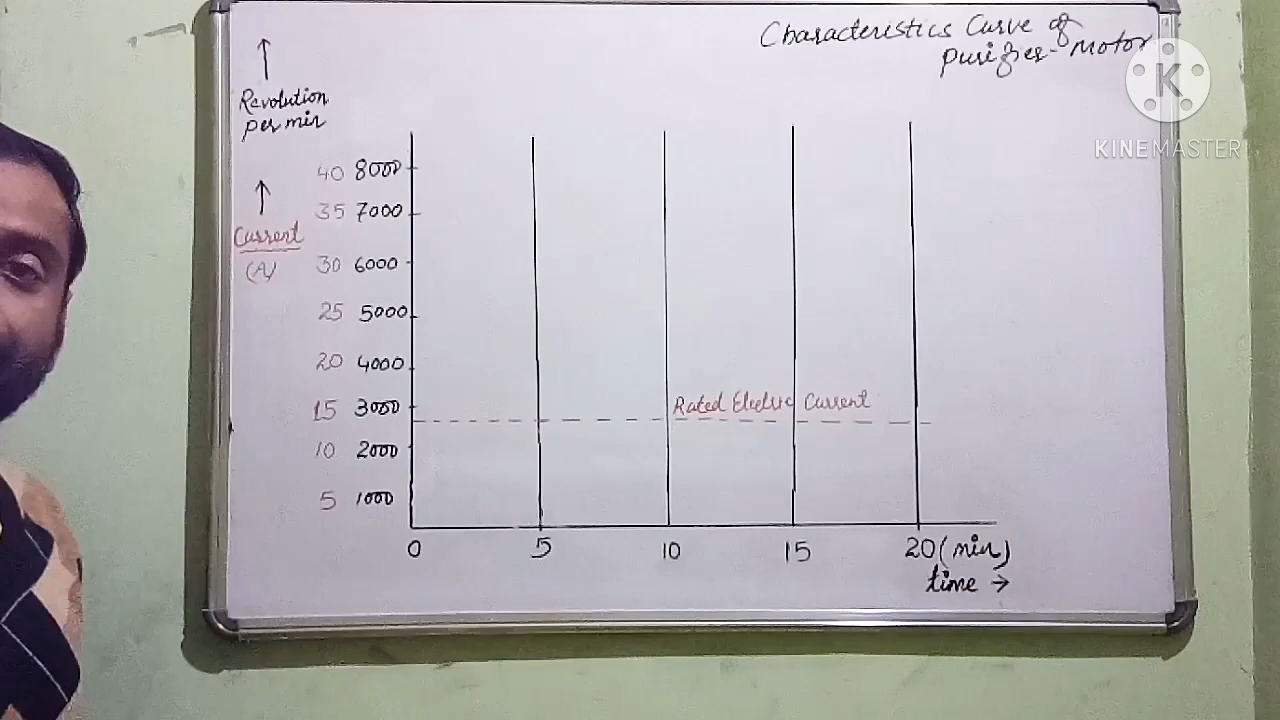 Characteristics Curve of
Purifier-Motor
K
KINEMASTER
Revolution
per min
Current
(A)
40 8000
35 7000
30 6000
25 5000
20 4000
15 3000
Rated Electric Current
10 2000
5 1000
0 5 10 15 20 (min)
time →